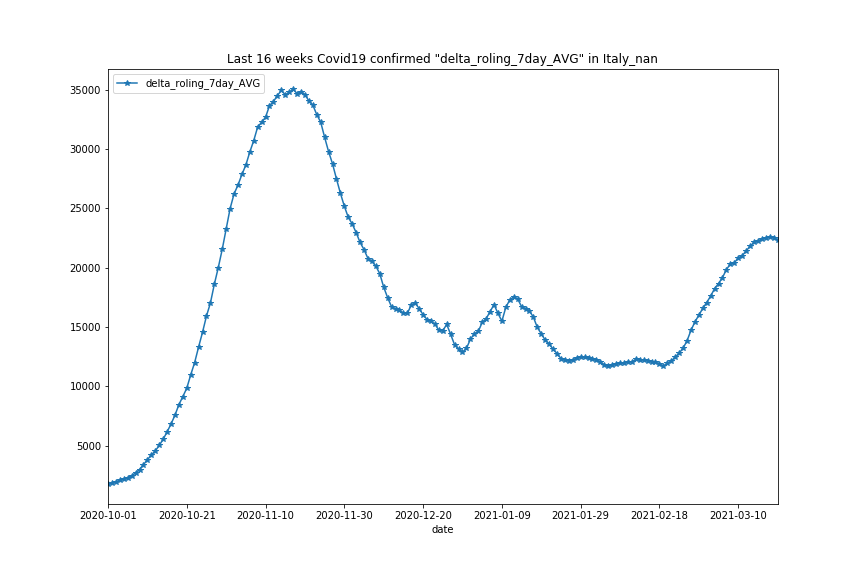 Last 16 weeks Covid19 confirmed "delta_roling_7day_AVG" in Italy_nan
delta_roling_7day_AVG
35000
30000
25000
20000
15000
10000
5000
2020-10-01 2020-10-21 2020-11-10 2020-11-30 2020-12-20 2021-01-09 2021-01-29 2021-02-18 2021-03-10
date